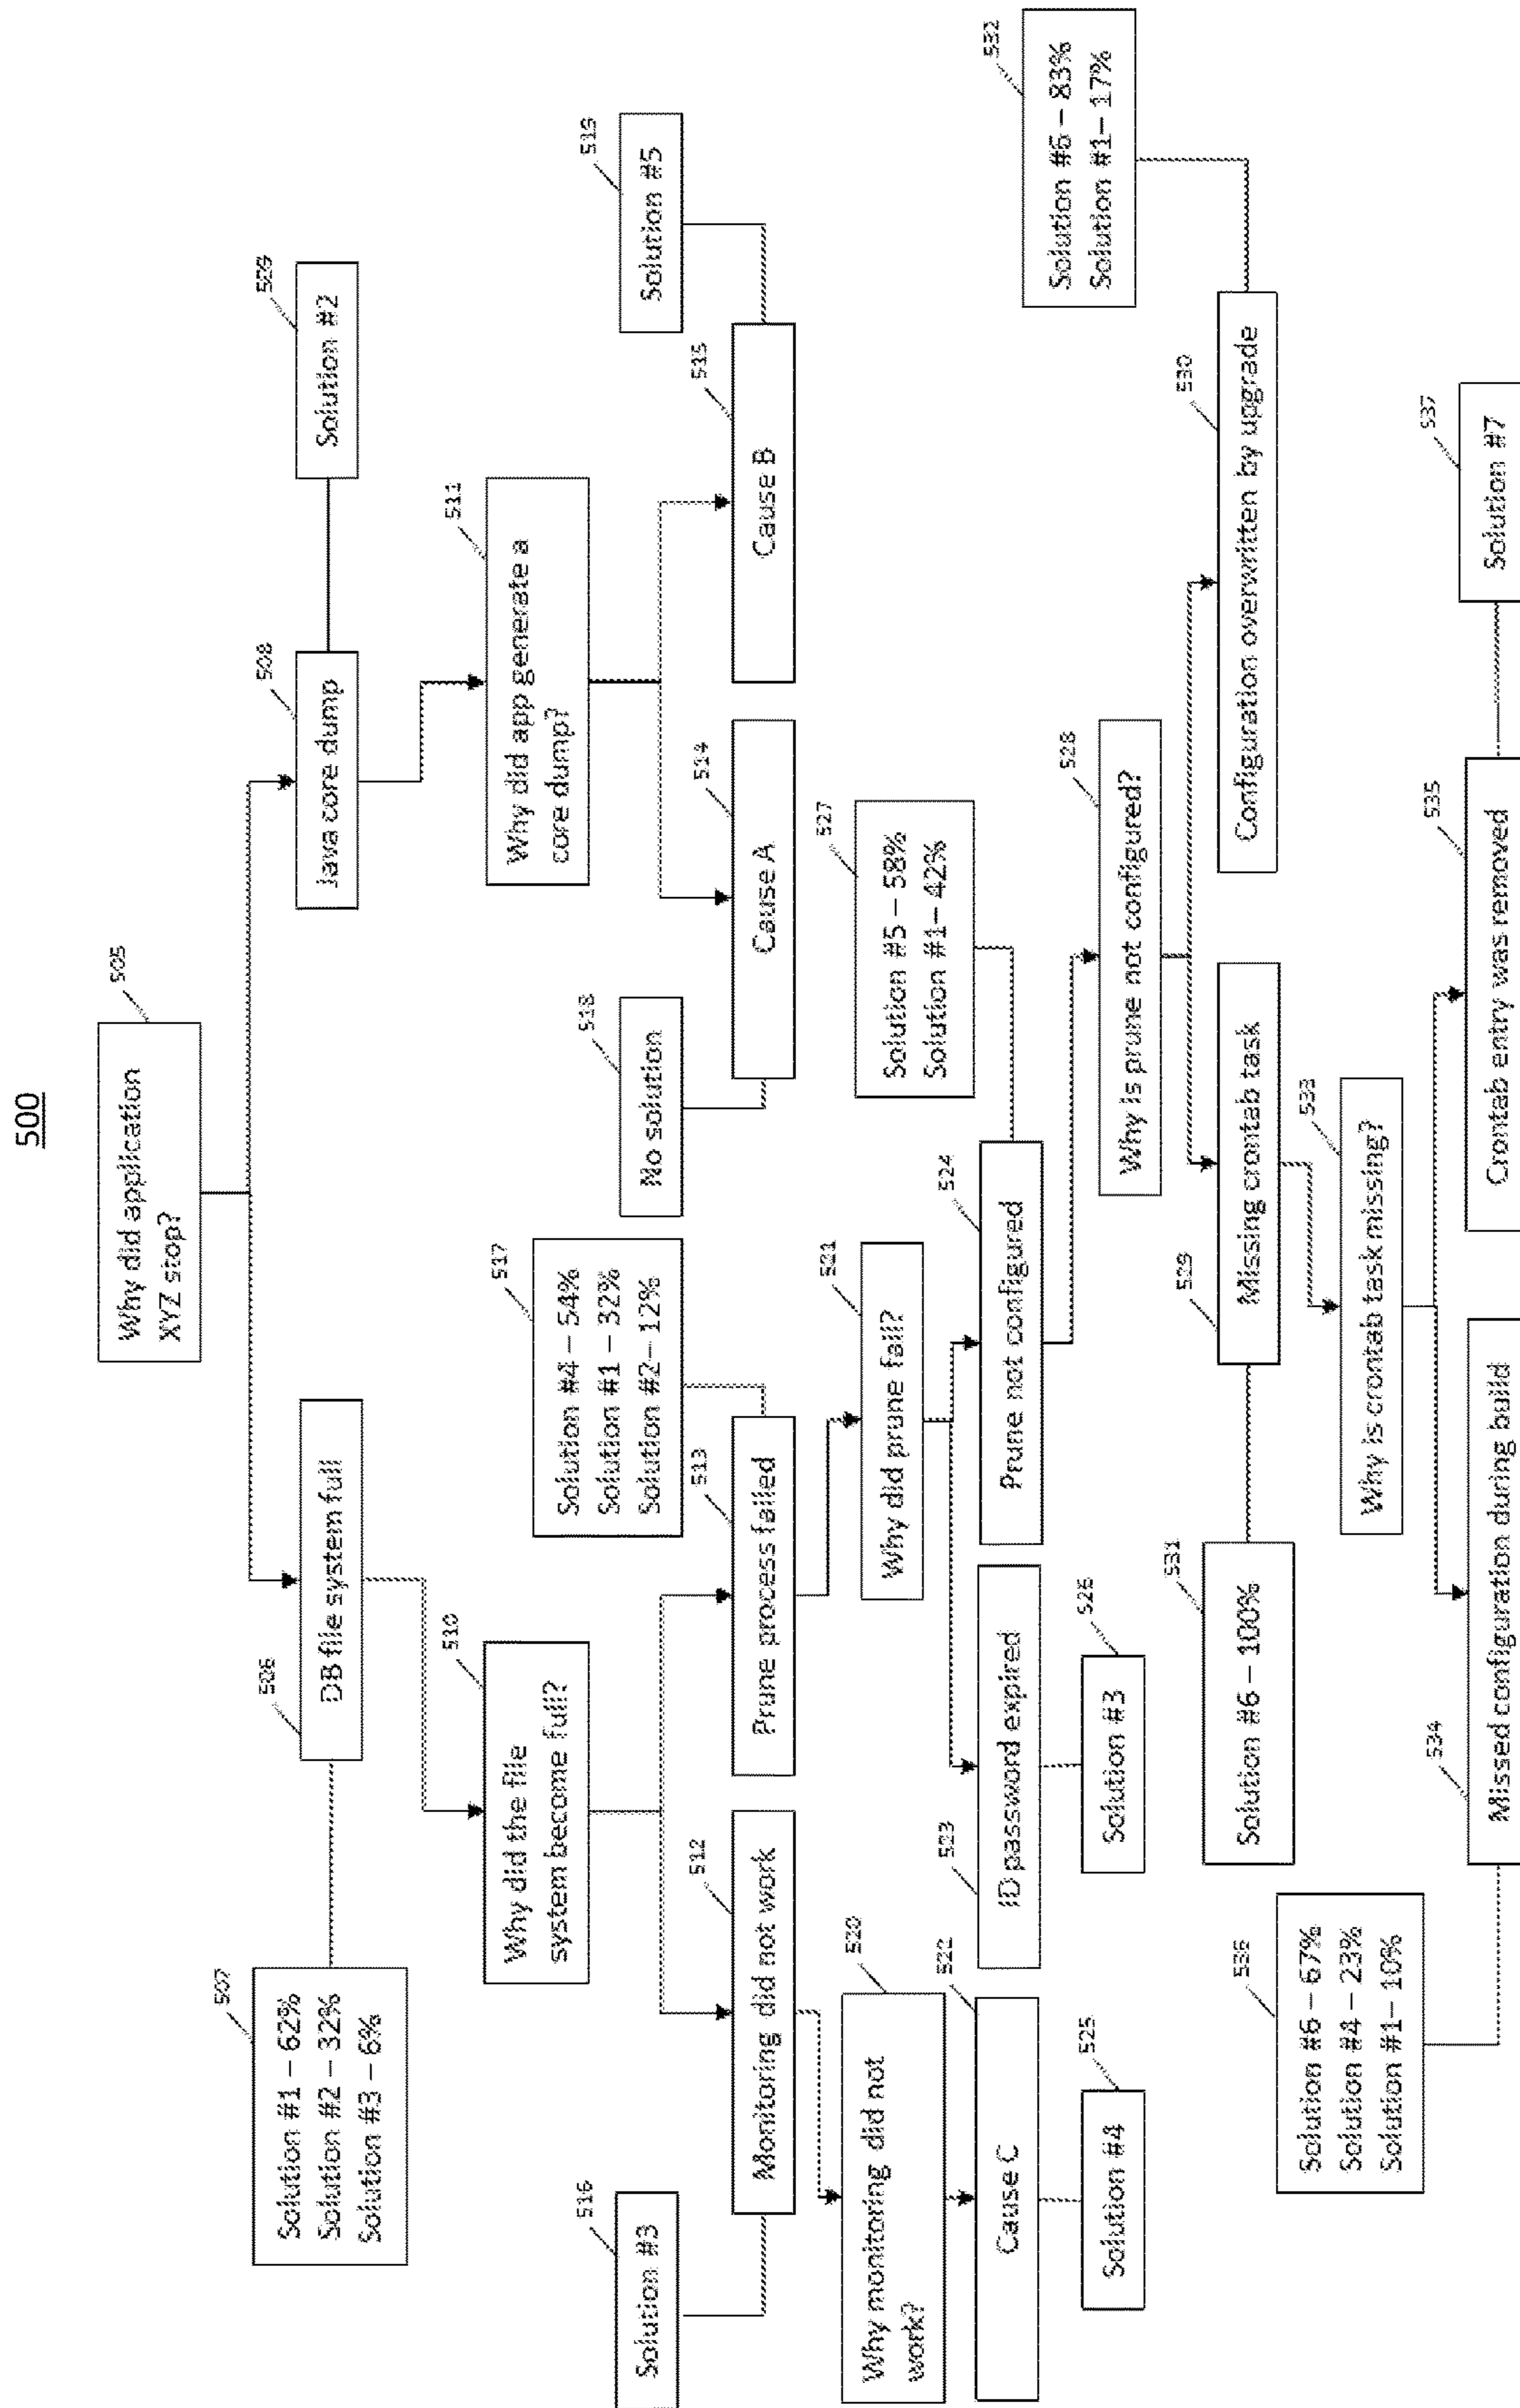 500
505
Why did application
XYZ stop?
506
DB file system full
507
Solution #1 – 62%
Solution #2 – 32%
Solution #3 – 6%
508
Java core dump
509
Solution #2
510
Why did the file
system become full?
511
Why did app generate a
core dump?
512
Monitoring did not work
516
Solution #3
513
Prune process failed
517
Solution #4 – 54%
Solution #1 – 32%
Solution #2 – 12%
518
No solution
514
Cause A
515
Cause B
519
Solution #5
520
Why monitoring did not
work?
521
Why did prune fail?
522
Cause C
525
Solution #4
523
ID password expired
526
Solution #3
524
Prune not configured
527
Solution #5 – 58%
Solution #1 – 42%
528
Why is prune not configured?
529
Missing crontab task
531
Solution #6 – 100%
530
Configuration overwritten by upgrade
532
Solution #6 – 83%
Solution #1 – 17%
533
Why is crontab task missing?
534
Missed configuration during build
536
Solution #6 – 67%
Solution #4 – 23%
Solution #1 – 10%
535
Crontab entry was removed
537
Solution #7